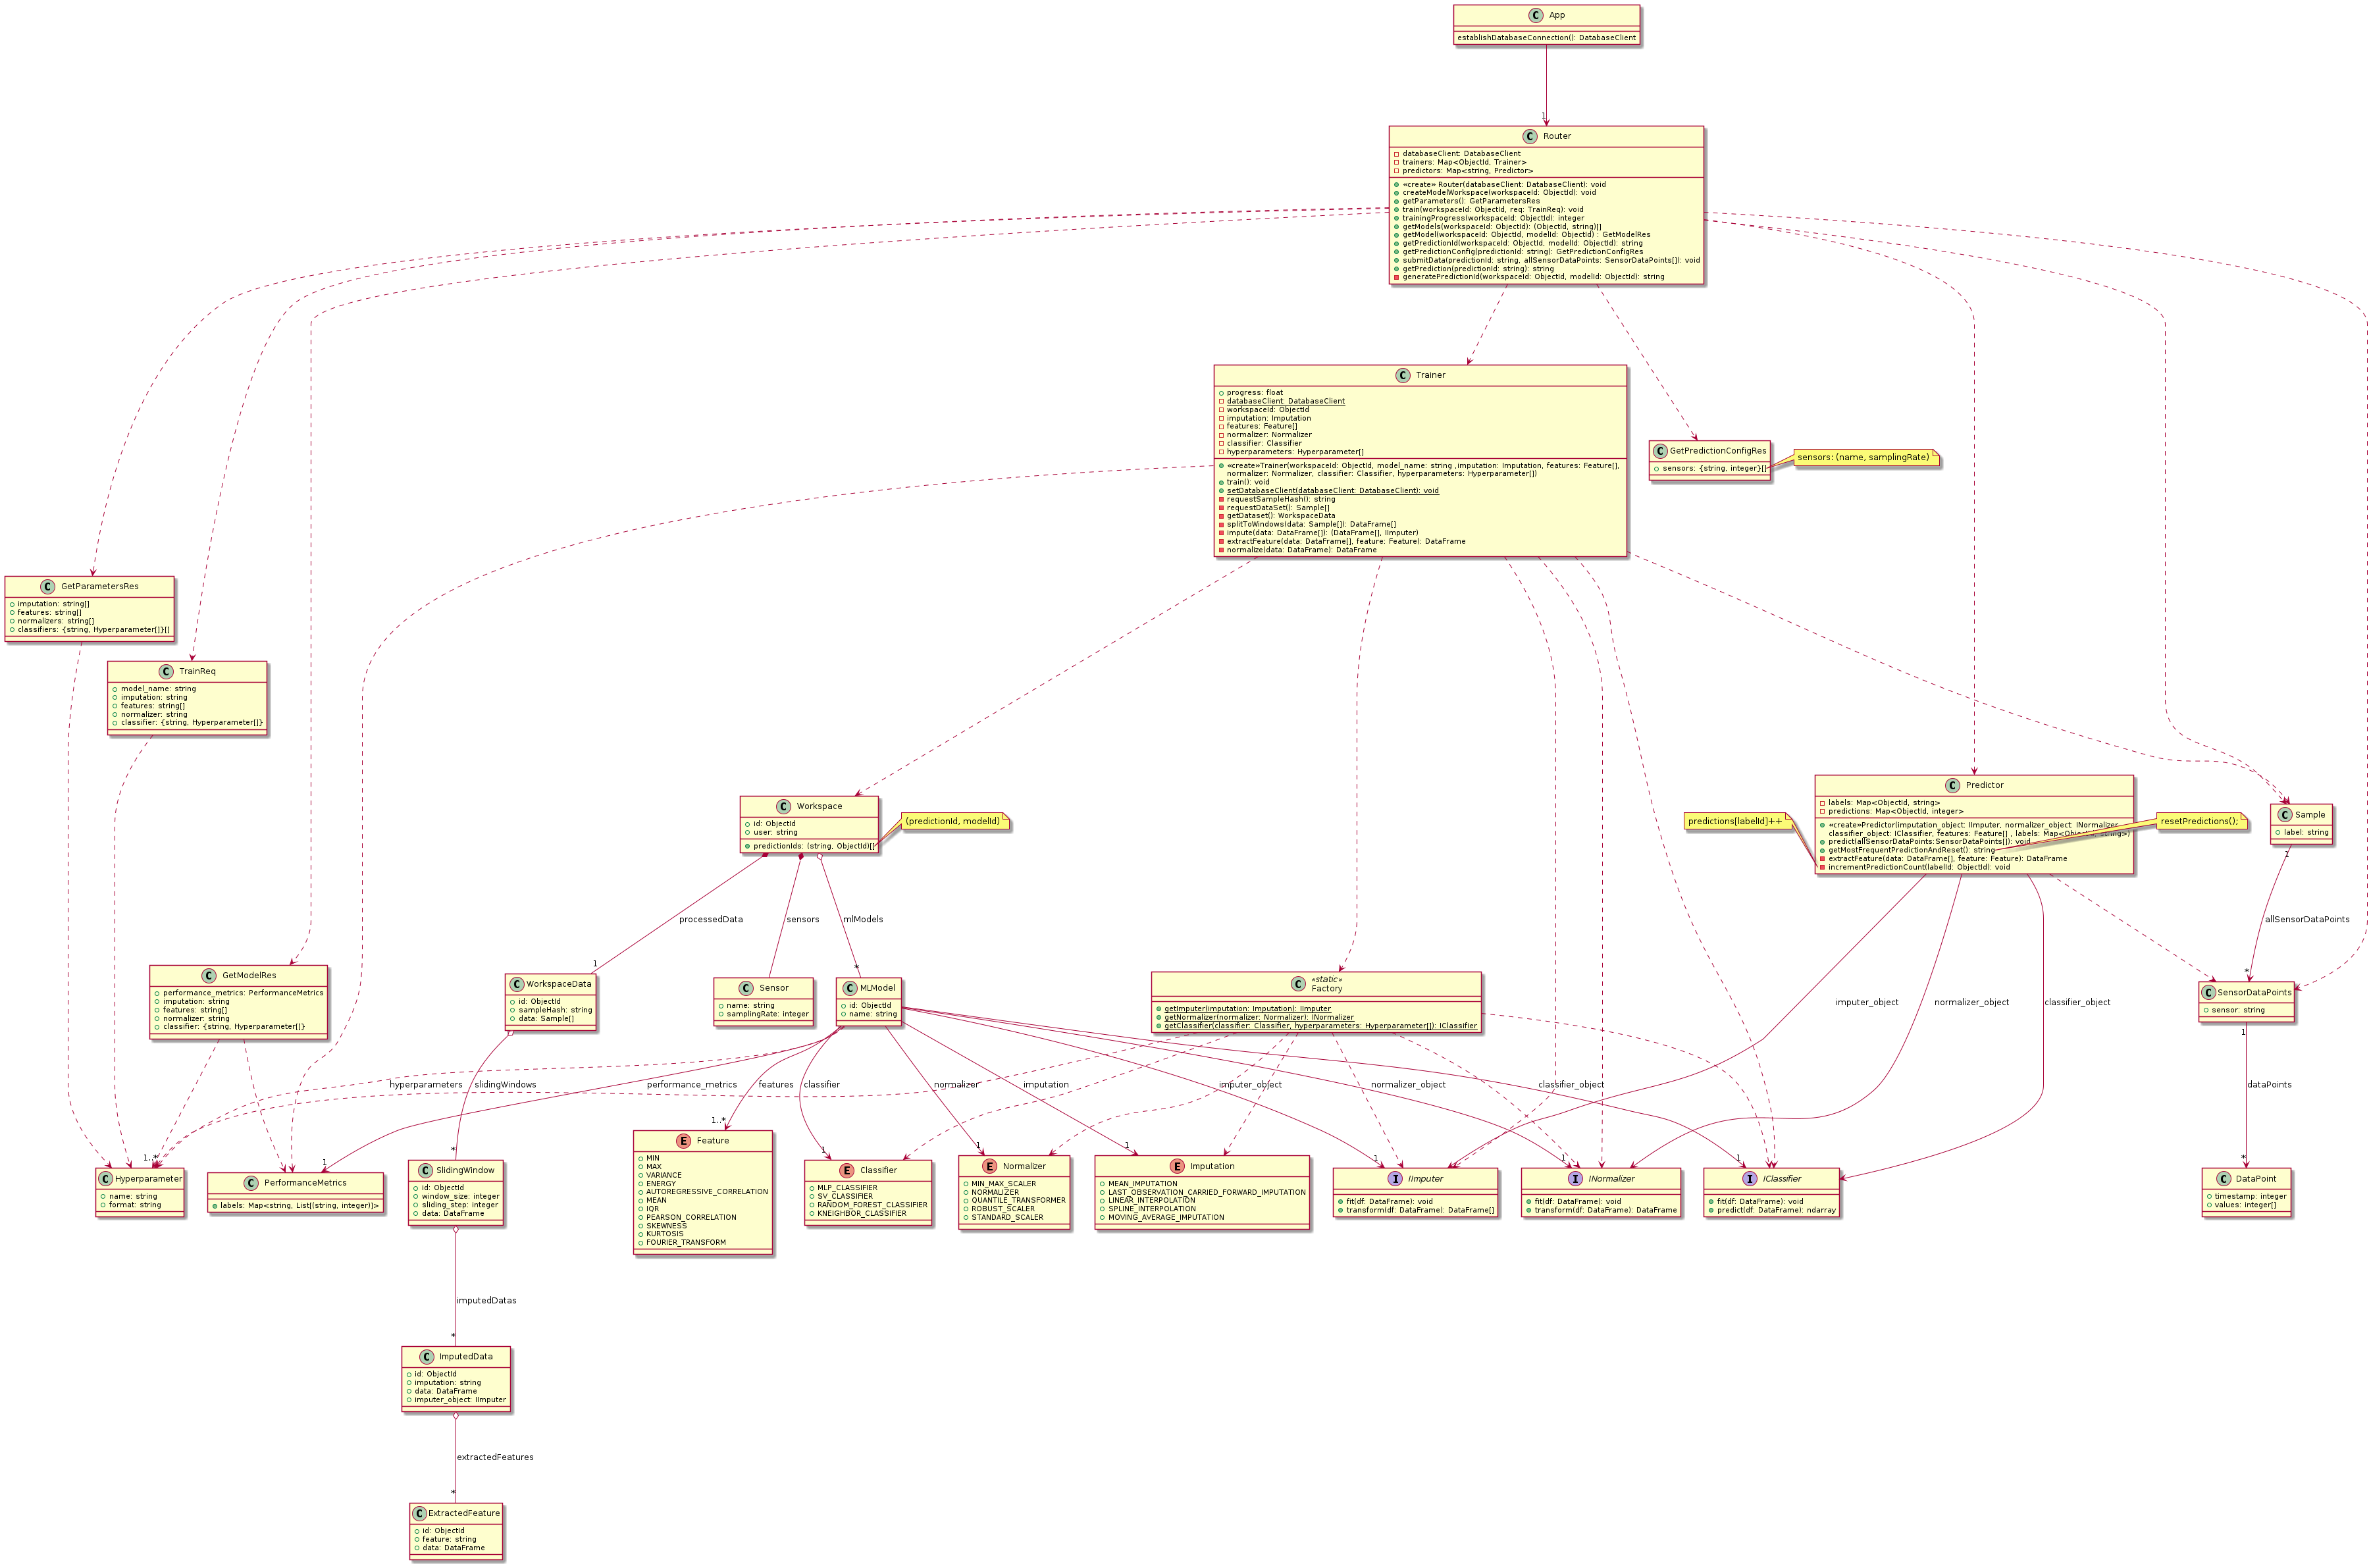 C App
establishDatabaseConnection(): DatabaseClient
1
C Router
databaseClient: DatabaseClient
trainers: Map<ObjectId, Trainer>
predictors: Map<string, Predictor>
«create» Router(databaseClient: DatabaseClient): void
createModelWorkspace(workspaceId: ObjectId): void
getParameters(): GetParametersRes
train(workspaceId: ObjectId, req: TrainReq): void
trainingProgress(workspaceId: ObjectId): integer
getModels(workspaceId: ObjectId): (ObjectId, string)[]
getModel(workspaceId: ObjectId, modelId: ObjectId) : GetModelRes
getPredictionId(workspaceId: ObjectId, modelId: ObjectId): string
getPredictionConfig(predictionId: string): GetPredictionConfigRes
submitData(predictionId: string, allSensorDataPoints: SensorDataPoints[]): void
getPrediction(predictionId: string): string
generatePredictionId(workspaceId: ObjectId, modelId: ObjectId): string
C Trainer
progress: float
databaseClient: DatabaseClient
workspaceId: ObjectId
imputation: Imputation
features: Feature[]
normalizer: Normalizer
classifier: Classifier
hyperparameters: Hyperparameter[]
«create»Trainer(workspaceId: ObjectId, model_name: string ,imputation: Imputation, features: Feature[],
normalizer: Normalizer, classifier: Classifier, hyperparameters: Hyperparameter[])
train(): void
setDatabaseClient(databaseClient: DatabaseClient): void
requestSampleHash(): string
requestDataSet(): Sample[]
getDataset(): WorkspaceData
splitToWindows(data: Sample[]): DataFrame[]
impute(data: DataFrame[]): (DataFrame[], IImputer)
extractFeature(data: DataFrame[], feature: Feature): DataFrame
normalize(data: DataFrame): DataFrame
C GetPredictionConfigRes
sensors: {string, integer}[]
sensors: (name, samplingRate)
C GetParametersRes
imputation: string[]
features: string[]
normalizers: string[]
classifiers: {string, Hyperparameter[]}[]
C TrainReq
model_name: string
imputation: string
features: string[]
normalizer: string
classifier: {string, Hyperparameter[]}
C Workspace
id: ObjectId
user: string
predictionIds: (string, ObjectId)[]
(predictionId, modelId)
predictions[labelId]++
C Predictor
labels: Map<ObjectId, string>
predictions: Map<ObjectId, integer>
«create»Predictor(imputation_object: IImputer, normalizer_object: INormalizer
classifier_object: IClassifier, features: Feature[] , labels: Map
predict(allSensorDataPoints:SensorDataPoints[]): void
getMostFrequentPredictionAndReset(): string
extractFeature(data: DataFrame[], feature: Feature): DataFrame
incrementPredictionCount(labelId: ObjectId): void
resetPredictions();
C Sample
label: string
1
processedData
sensors
mlModels
allSensorDataPoints
1
*
*
C GetModelRes
performance_metrics: PerformanceMetrics
imputation: string
features: string[]
normalizer: string
classifier: {string, Hyperparameter[]}
C WorkspaceData
id: ObjectId
sampleHash: string
data: Sample[]
C Sensor
name: string
samplingRate: integer
C MLModel
id: ObjectId
name: string
C «static»
Factory
getImputer(imputation: Imputation): IImputer
getNormalizer(normalizer: Normalizer): INormalizer
getClassifier(classifier: Classifier, hyperparameters: Hyperparameter[]): IClassifier
imputer_object
normalizer_object
classifier_object
C SensorDataPoints
sensor: string
1
hyperparameters
slidingWindows
performance_metrics
features
classifier
normalizer
imputation
imputer_object
normalizer_object
classifier_object
dataPoints
1..*
1
*
1..*
1
1
1
1
1
1
*
C Hyperparameter
name: string
format: string
C PerformanceMetrics
labels: Map<string, List[(string, integer)]>
C SlidingWindow
id: ObjectId
window_size: integer
sliding_step: integer
data: DataFrame
E Feature
MIN
MAX
VARIANCE
ENERGY
AUTOREGRESSIVE_CORRELATION
MEAN
IQR
PEARSON_CORRELATION
SKEWNESS
KURTOSIS
FOURIER_TRANSFORM
E Classifier
MLP_CLASSIFIER
SV_CLASSIFIER
RANDOM_FOREST_CLASSIFIER
KNEIGHBOR_CLASSIFIER
E Normalizer
MIN_MAX_SCALER
NORMALIZER
QUANTILE_TRANSFORMER
ROBUST_SCALER
STANDARD_SCALER
E Imputation
MEAN_IMPUTATION
LAST_OBSERVATION_CARRIED_FORWARD_IMPUTATION
LINEAR_INTERPOLATION
SPLINE_INTERPOLATION
MOVING_AVERAGE_IMPUTATION
I IImputer
fit(df: DataFrame): void
transform(df: DataFrame): DataFrame[]
I INormalizer
fit(df: DataFrame): void
transform(df: DataFrame): DataFrame
I IClassifier
fit(df: DataFrame): void
predict(df: DataFrame): ndarray
C DataPoint
timestamp: integer
values: integer[]
imputedDatas
*
C ImputedData
id: ObjectId
imputation: string
data: DataFrame
imputer_object: IImputer
extractedFeatures
*
C ExtractedFeature
id: ObjectId
feature: string
data: DataFrame